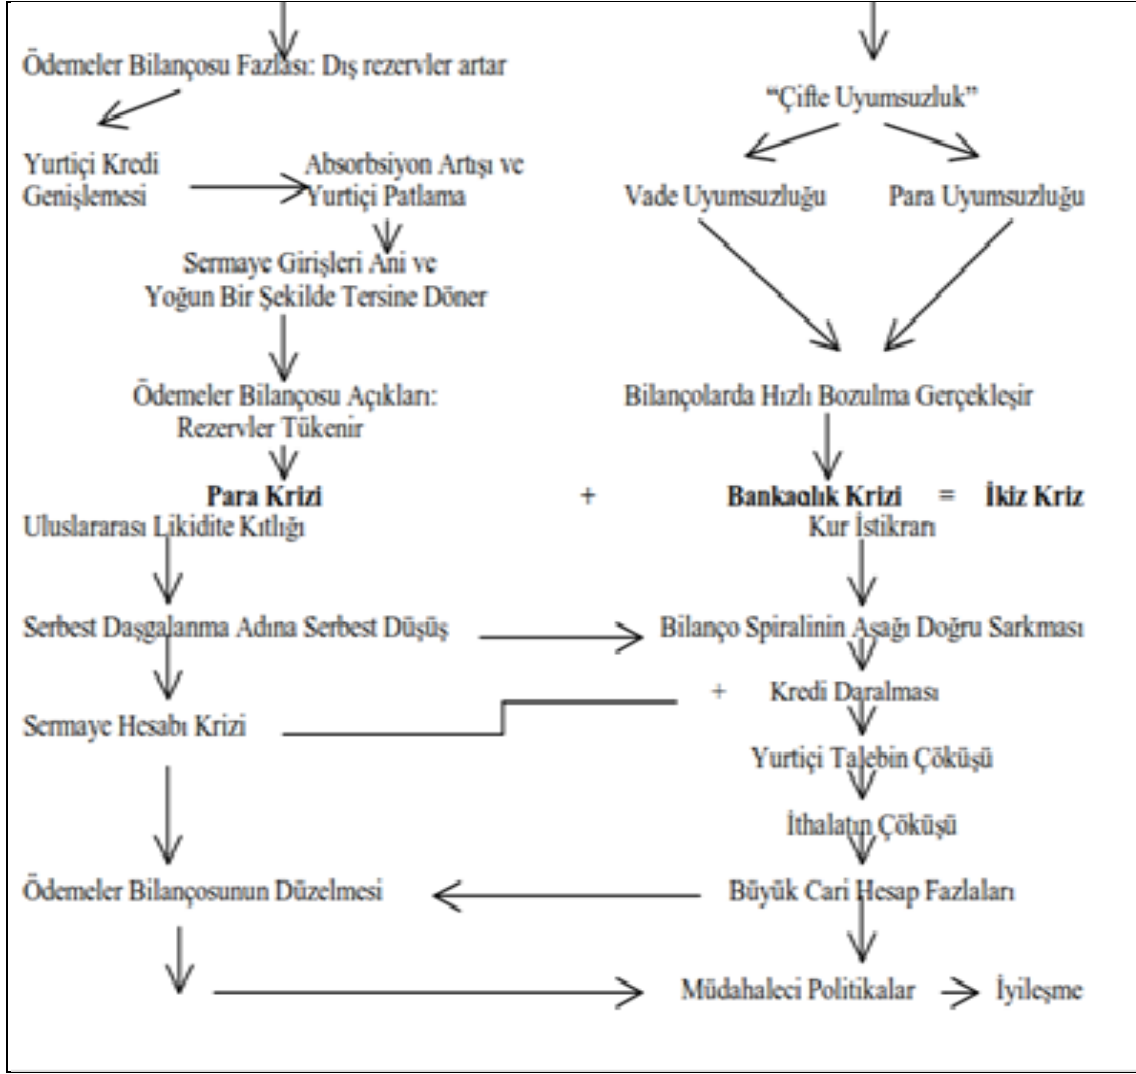 Ödemeler Bilançosu Fazlası: Dış rezervler artar
“Çifte Uyumsuzluk”
Yurtiçi Kredi
Genişlemesi
Absorbsiyon Artışı ve
Yurtiçi Patlama
Vade Uyumsuzluğu
Para Uyumsuzluğu
Sermaye Girişleri Ani ve
Yoğun Bir Şekilde Tersine Döner
Ödemeler Bilançosu Açıkları:
Rezervler Tükenir
Bilançolarda Hızlı Bozulma Gerçekleşir
Para Krizi + Bankacılık Krizi = İkiz Kriz
Uluslararası Likidite Kıtlığı
Kur İstikrarı
Serbest Daşgalanma Adına Serbest Düşüş
Bilanço Spiralinin Aşağı Doğru Sarkması
+ Kredi Daralması
Sermaye Hesabı Krizi
Yurtiçi Talebin Çöküşü
İthalatın Çöküşü
Ödemeler Bilançosunun Düzelmesi
Büyük Cari Hesap Fazlaları
Müdahaleci Politikalar
İyileşme